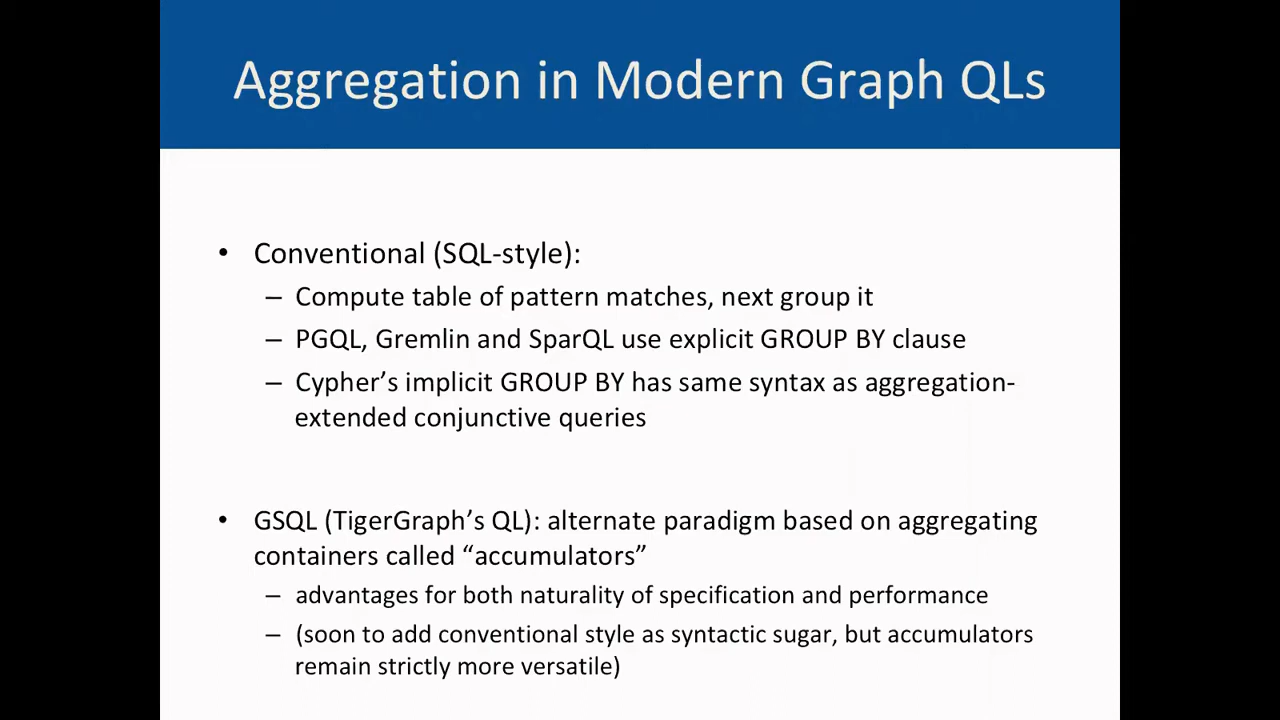 Aggregation in Modern Graph QLs
• Conventional (SQL-style):
– Compute table of pattern matches, next group it
– PGQL, Gremlin and SparQL use explicit GROUP BY clause
– Cypher’s implicit GROUP BY has same syntax as aggregation-
extended conjunctive queries
• GSQL (TigerGraph’s QL): alternate paradigm based on aggregating
containers called “accumulators”
– advantages for both naturality of specification and performance
– (soon to add conventional style as syntactic sugar, but accumulators
remain strictly more versatile)